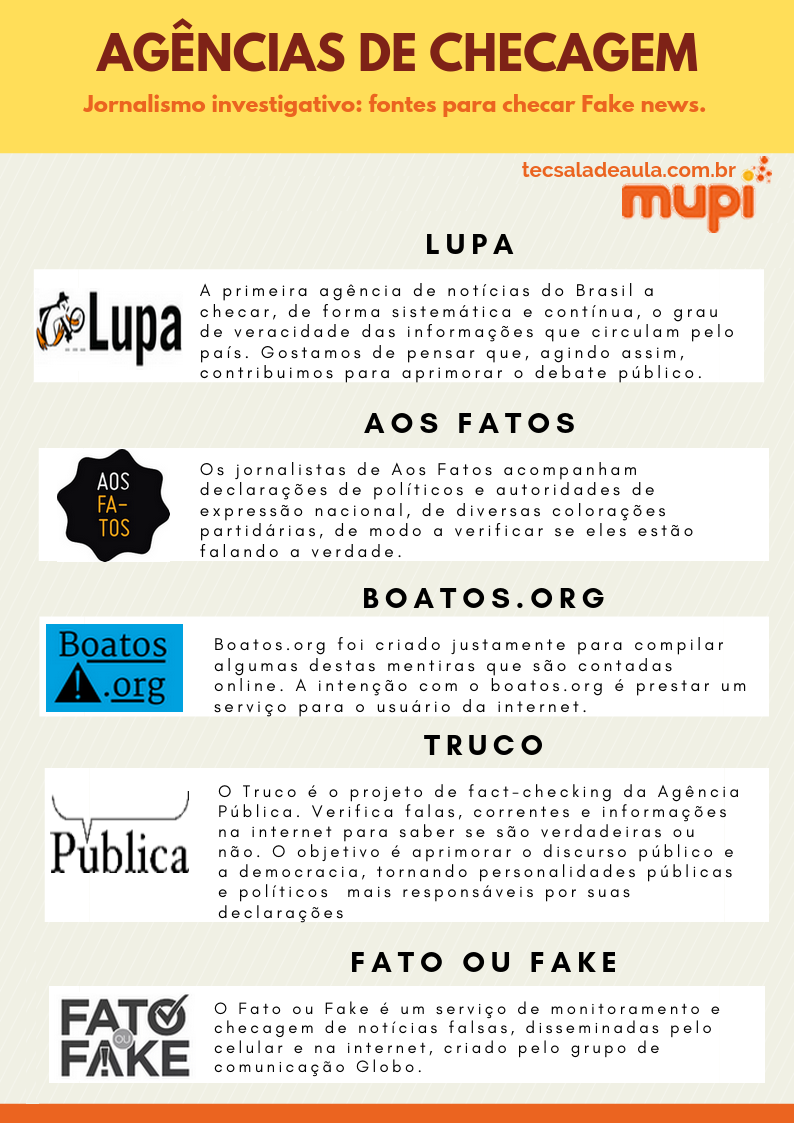 AGÊNCIAS DE CHECAGEM
Jornalismo investigativo: fontes para checar Fake news.
tecsaladeaula.com.br
mupi
LUPA
Lupa
A primeira agência de notícias do Brasil a
checar, de forma sistemática e contínua, o grau
de veracidade das informações que circulam pelo
país. Gostamos de pensar que, agindo assim,
contribuimos para aprimorar o debate público.
AOS FATOS
AOS
FA-
TOS
Os jornalistas de Aos Fatos acompanham
declarações de políticos e autoridades de
expressão nacional, de diversas colorações
partidárias, de modo a verificar se eles estão
falando a verdade.
BOATOS.ORG
Boatos
.org
Boatos.org foi criado justamente para compilar
algumas destas mentiras que são contadas
online. A intenção com o boatos.org é prestar um
serviço para o usuário da internet.
TRUCO
Pública
O Truco é o projeto de fact-checking da Agência
Pública. Verifica falas, correntes e informações
na internet para saber se são verdadeiras ou
não. O objetivo é aprimorar o discurso público e
a democracia, tornando personalidades públicas
e políticos  mais responsáveis por suas
declarações
FATO OU FAKE
FATO
OU
FAKE
O Fato ou Fake é um serviço de monitoramento e
checagem de notícias falsas, disseminadas pelo
celular e na internet, criado pelo grupo de
comunicação Globo.